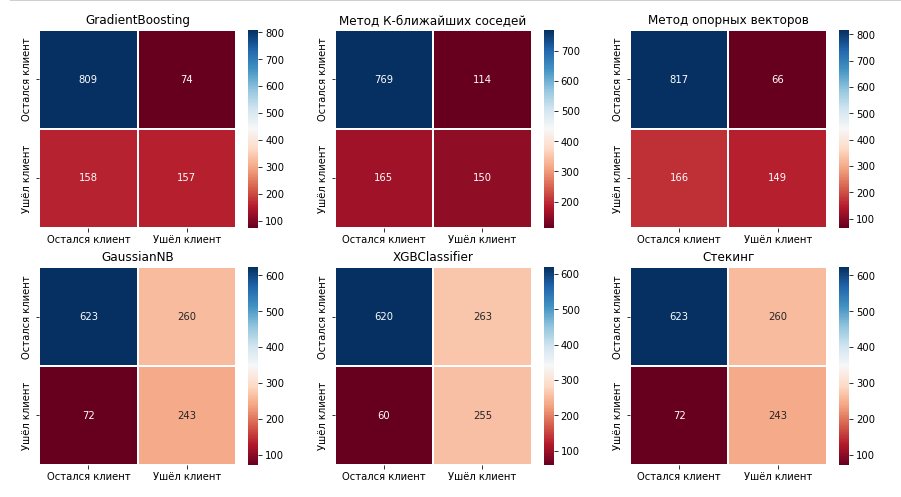 GradientBoosting
Остался клиент
Ушёл клиент
809
74
158
157
Остался клиент
Ушёл клиент
800
700
600
500
400
300
200
100
Метод К-ближайших соседей
Остался клиент
Ушёл клиент
769
114
165
150
Остался клиент
Ушёл клиент
700
600
500
400
300
200
Метод опорных векторов
Остался клиент
Ушёл клиент
817
66
166
149
Остался клиент
Ушёл клиент
800
700
600
500
400
300
200
100
GaussianNB
Остался клиент
Ушёл клиент
623
260
72
243
Остался клиент
Ушёл клиент
600
500
400
300
200
100
XGBClassifier
Остался клиент
Ушёл клиент
620
263
60
255
Остался клиент
Ушёл клиент
600
500
400
300
200
100
Стекинг
Остался клиент
Ушёл клиент
623
260
72
243
Остался клиент
Ушёл клиент
600
500
400
300
200
100